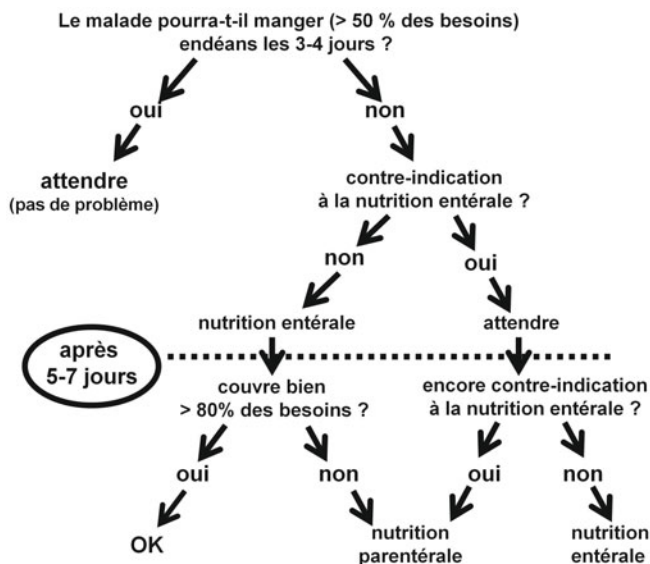 Le malade pourra-t-il manger (> 50 % des besoins)
endéans les 3-4 jours ?
oui
non
attendre
(pas de problème)
contre-indication
à la nutrition entérale ?
non
oui
nutrition entérale
attendre
après
5-7 jours
couvre bien
> 80% des besoins ?
encore contre-indication
à la nutrition entérale ?
oui
non
oui
non
OK
nutrition
parentérale
nutrition
entérale